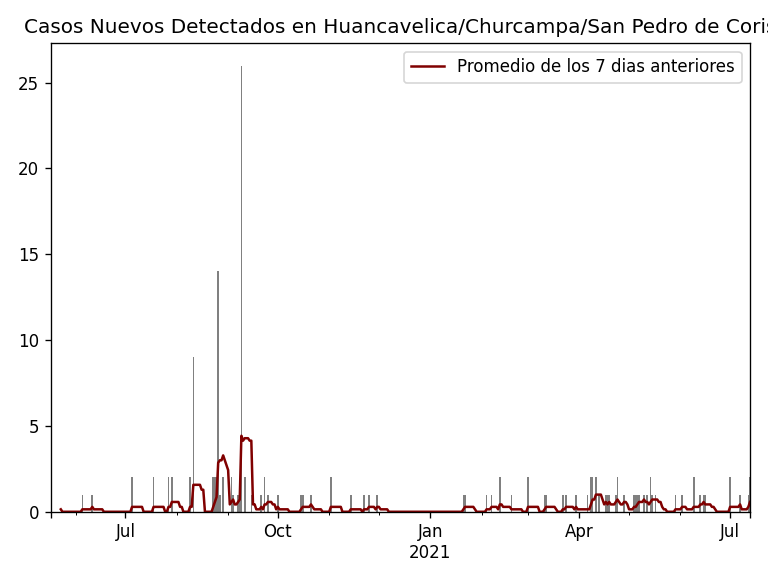 Casos Nuevos Detectados en Huancavelica/Churcampa/San Pedro de Coris
Promedio de los 7 dias anteriores
25
20
15
10
5
0
Jul Oct Jan Apr Jul
2021